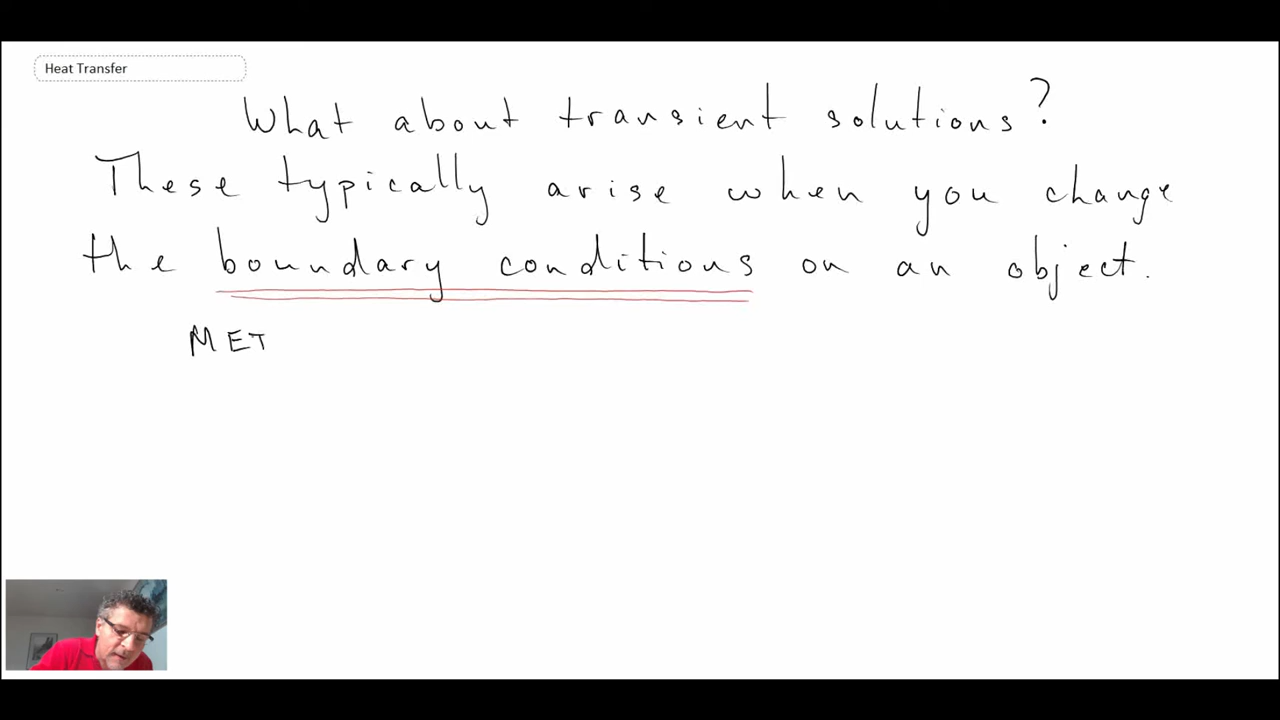 Heat Transfer
What about transient solutions?
These typically arise when you change
the boundary conditions on an object.
MET